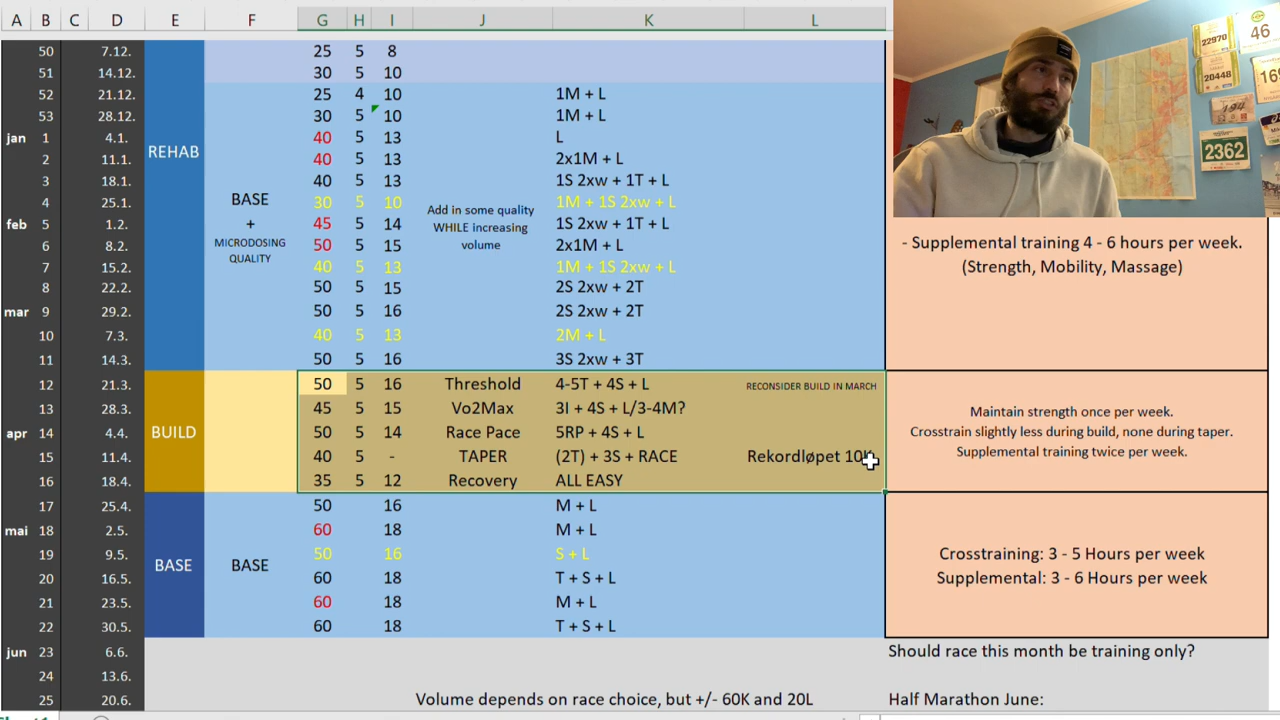 A B C D E F G H I J K L
50 7.12. 25 5 8
51 14.12. 30 5 10
52 21.12. 25 4 10 1M + L
53 28.12. 30 5 10 1M + L
jan 1 4.1. 40 5 13 L
REHAB
2 11.1. 40 5 13 2x1M + L
3 18.1. 40 5 13 1S 2xw + 1T + L
4 25.1. 30 5 10 1M + 1S 2xw + L
feb 5 1.2. 45 5 14 1S 2xw + 1T + L
6 8.2. 50 5 15 2x1M + L
7 15.2. 40 5 13 1M + 1S 2xw + L
8 22.2. 50 5 15 2S 2xw + 2T
mar 9 29.2. 50 5 16 2S 2xw + 2T
10 7.3. 40 5 13 2M + L
11 14.3. 50 5 16 3S 2xw + 3T
BASE
+
MICRODOSING
QUALITY
Add in some quality
WHILE increasing
volume
- Supplemental training 4 - 6 hours per week.
(Strength, Mobility, Massage)
12 21.3. 50 5 16 Threshold 4-5T + 4S + L RECONSIDER BUILD IN MARCH
13 28.3. 45 5 15 Vo2Max 3I + 4S + L/3-4M?
apr 14 4.4. BUILD 50 5 14 Race Pace 5RP + 4S + L
15 11.4. 40 5 - TAPER (2T) + 3S + RACE Rekordløpet
16 18.4. 35 5 12 Recovery ALL EASY
Maintain strength once per week.
Crosstrain slightly less during build, none during taper.
Supplemental training twice per week.
17 25.4. 50 16 M + L
mai 18 2.5. 60 18 M + L
19 9.5. 50 16 S + L
BASE BASE
20 16.5. 60 18 T + S + L
21 23.5. 60 18 M + L
22 30.5. 60 18 T + S + L
Crosstraining: 3 - 5 Hours per week
Supplemental: 3 - 6 Hours per week
jun 23 6.6. Should race this month be training only?
24 13.6.
25 20.6. Volume depends on race choice, but +/- 60K and 20L Half Marathon June:
22970
46
20448
194
2362